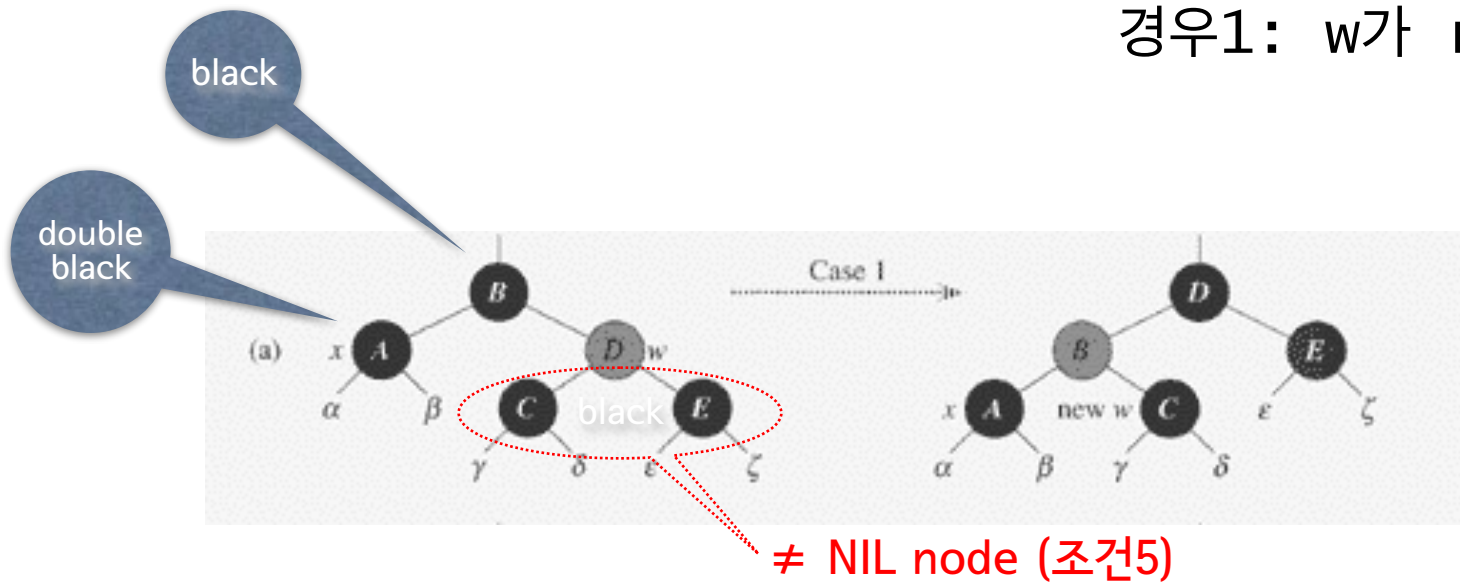 경우1: w가
black
double
black
B
Case 1
D
(a)
x A
D w
B
E
α
β
C
black
E
x A
new w C
ε
ζ
γ
δ
ε
ζ
α
β
γ
δ
≠ NIL node (조건5)